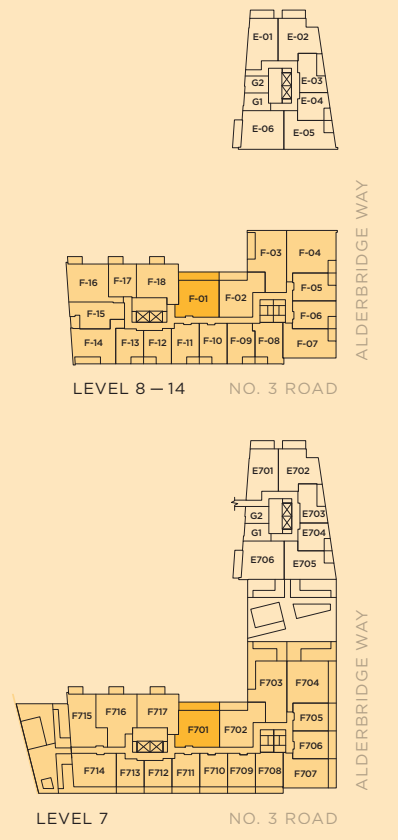 E-01 E-02
G2 E-03
G1 E-04
E-06 E-05
ALDERBRIDGE WAY
F-03 F-04
F-16 F-17 F-18
F-01 F-02 F-05
F-15 F-06
F-14 F-13 F-12 F-11 F-10 F-09 F-08 F-07
LEVEL 8 — 14 NO. 3 ROAD
E701 E702
G2 E703
G1 E704
E706 E705
ALDERBRIDGE WAY
F703 F704
F715 F716 F717
F701 F702 F705
F706
F714 F713 F712 F711 F710 F709 F708 F707
LEVEL 7 NO. 3 ROAD